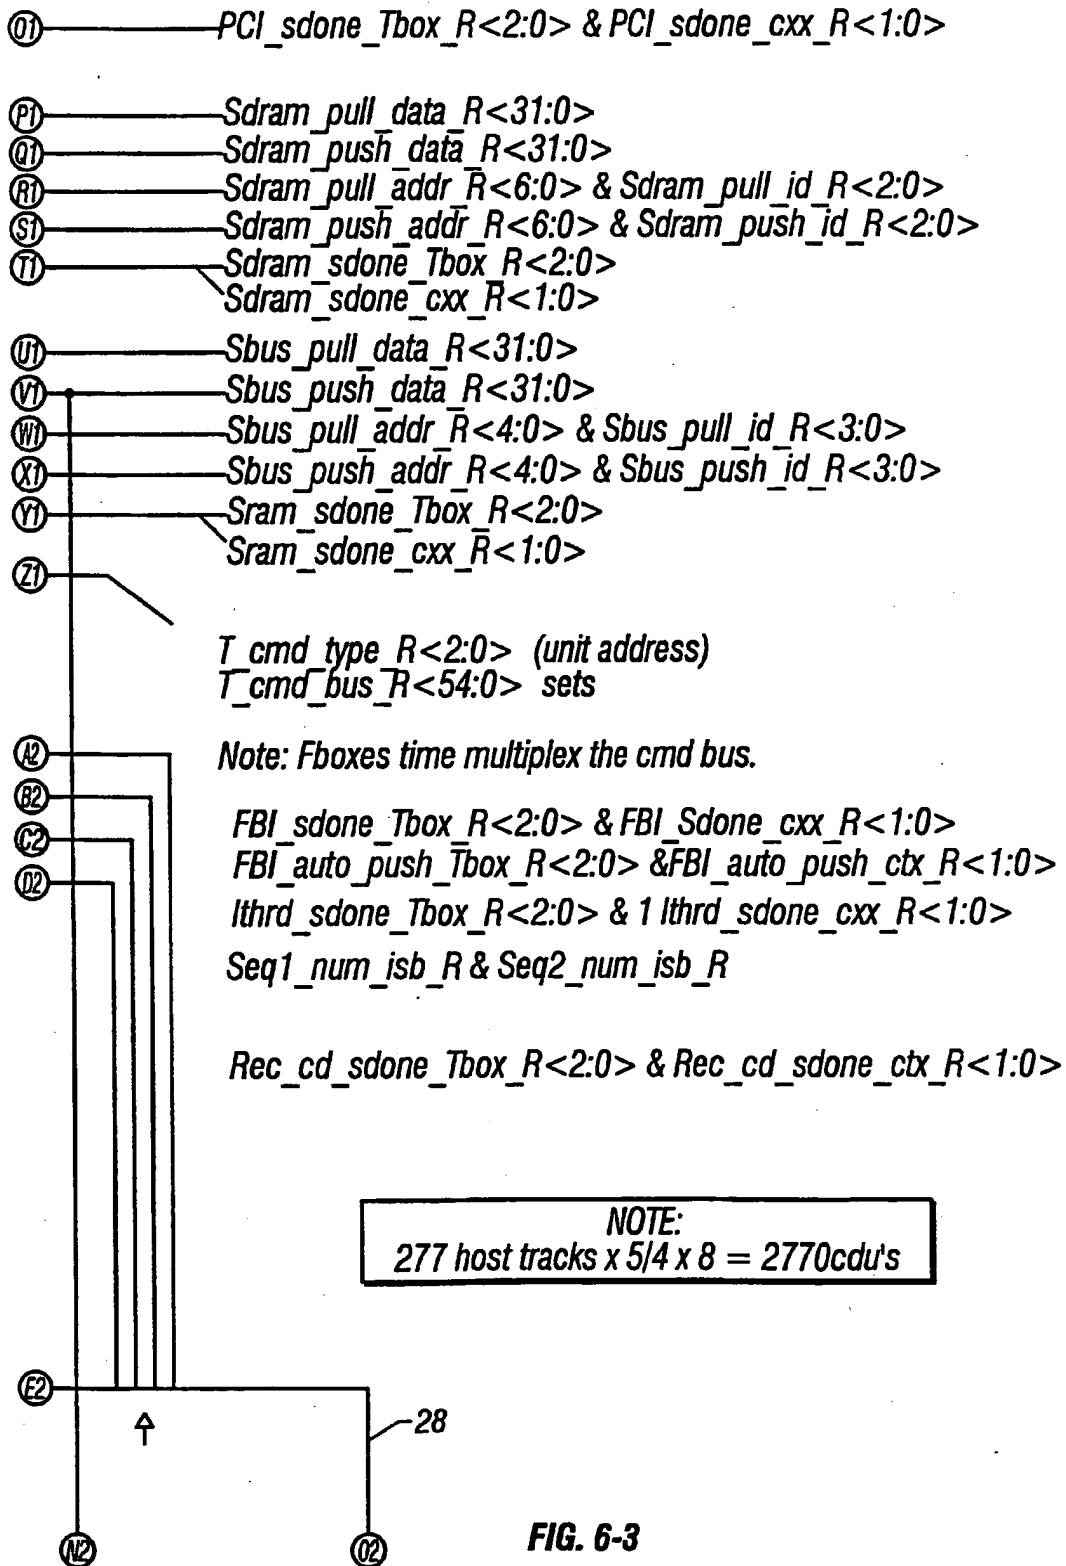 O1 PCI_sdone_Tbox_R<2:0> & PCI_sdone_cxx_R<1:0>
P1 Sdram_pull_data_R<31:0>
Q1 Sdram_push_data_R<31:0>
R1 Sdram_pull_addr_R<6:0> & Sdram_pull_id_R<2:0>
S1 Sdram_push_addr_R<6:0> & Sdram_push_id_R<2:0>
T1 Sdram_sdone_Tbox_R<2:0>
Sdram_sdone_cxx_R<1:0>
U1 Sbus_pull_data_R<31:0>
V1 Sbus_push_data_R<31:0>
W1 Sbus_pull_addr_R<4:0> & Sbus_pull_id_R<3:0>
X1 Sbus_push_addr_R<4:0> & Sbus_push_id_R<3:0>
Y1 Sram_sdone_Tbox_R<2:0>
Sram_sdone_cxx_R<1:0>
Z1
T_cmd_type_R<2:0> (unit address)
T_cmd_bus_R<54:0> sets
A2 Note: Fboxes time multiplex the cmd bus.
B2
FBI_sdone_Tbox_R<2:0> & FBI_Sdone_cxx_R<1:0>
C2
FBI_auto_push_Tbox_R<2:0> &FBI_auto_push_ctx_R<1:0>
D2
Ithrd_sdone_Tbox_R<2:0> & 1 Ithrd_sdone_cxx_R<1:0>
Seq1_num_isb_R & Seq2_num_isb_R
Rec_cd_sdone_Tbox_R<2:0> & Rec_cd_sdone_ctx_R<1:0>
NOTE:
277 host tracks x 5/4 x 8 = 2770cdu's
E2
28
N2
O2
FIG. 6-3